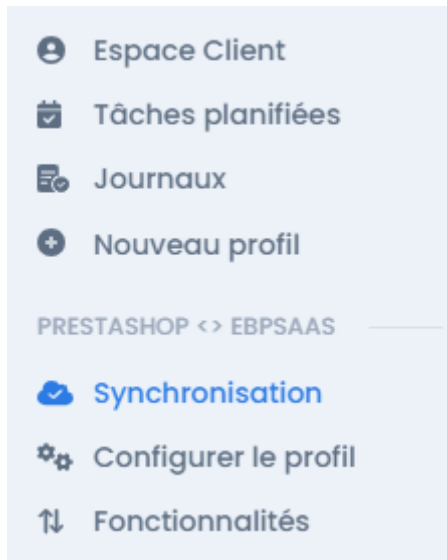 Espace Client
Tâches planifiées
Journaux
Nouveau profil
PRESTASHOP <> EBPSAAS
Synchronisation
Configurer le profil
Fonctionnalités